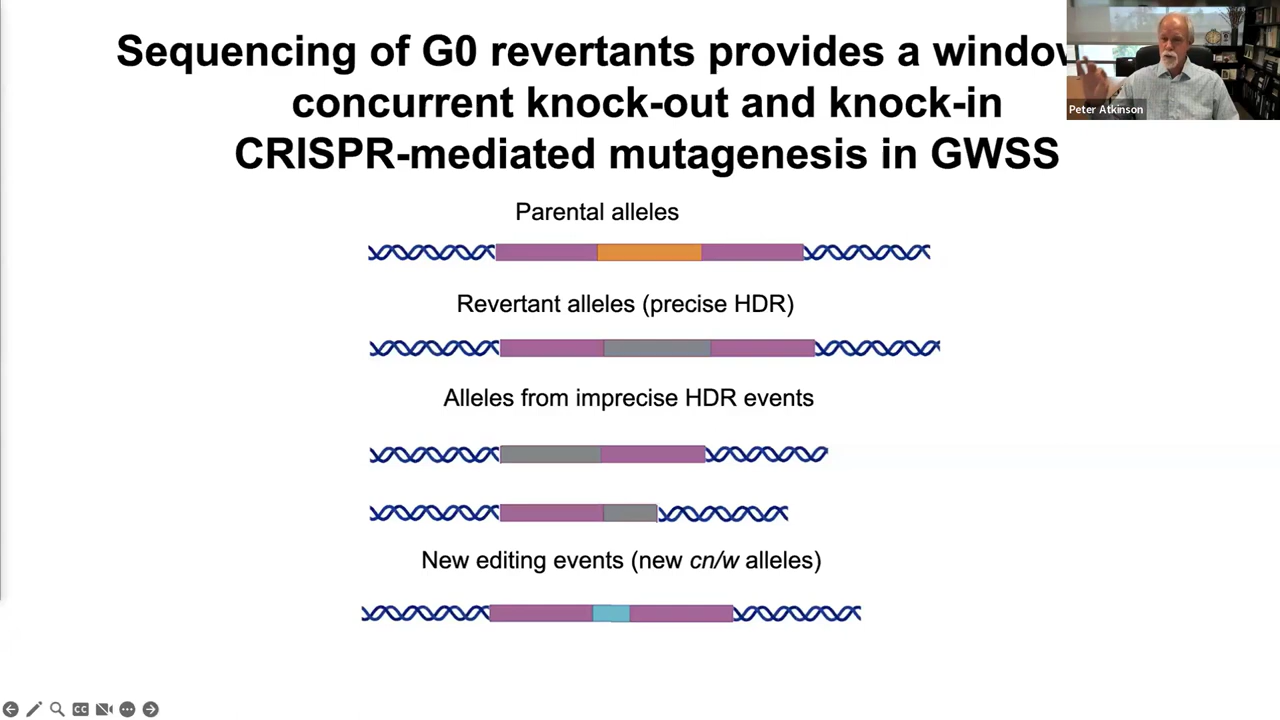 Sequencing of G0 revertants provides a window
concurrent knock-out and knock-in
CRISPR-mediated mutagenesis in GWSS
Peter Atkinson
Parental alleles
Revertant alleles (precise HDR)
Alleles from imprecise HDR events
New editing events (new cn/w alleles)
CC